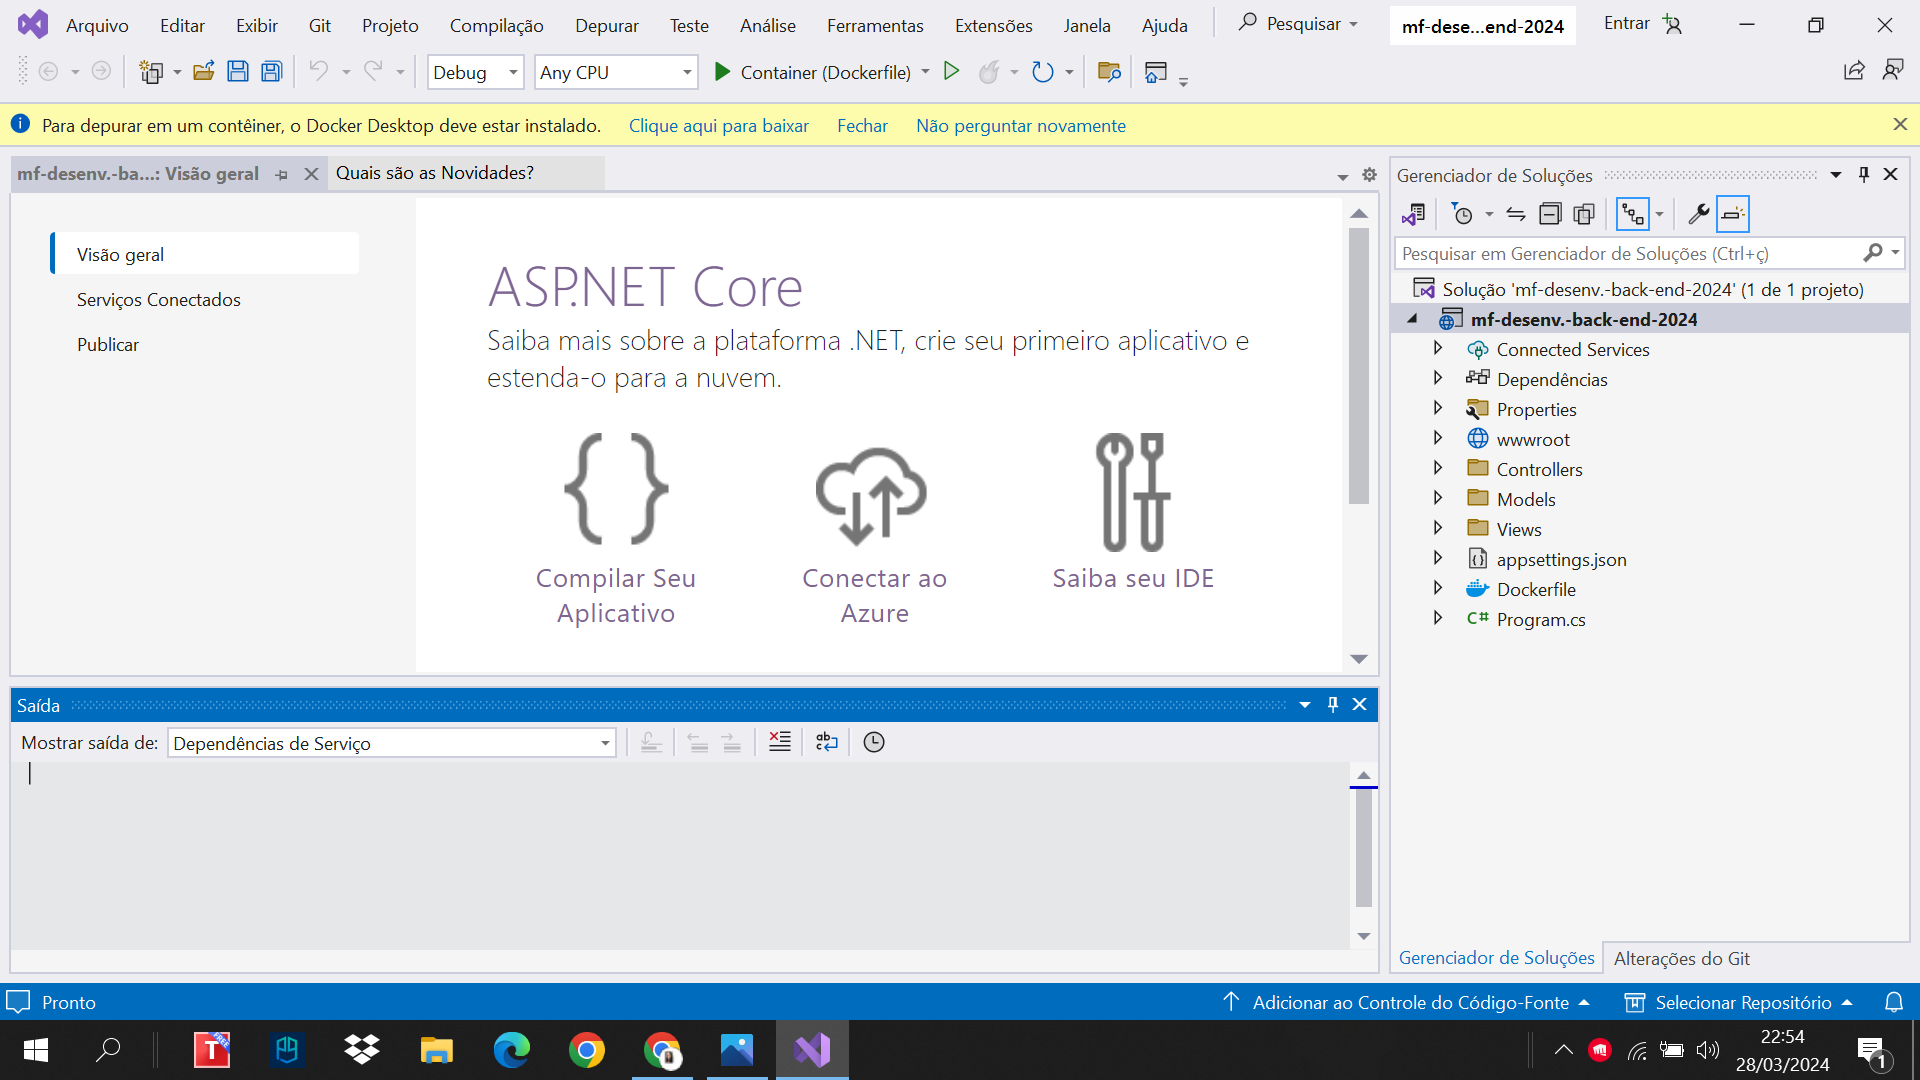 Arquivo Editar Exibir Git Projeto Compilação Depurar Teste Análise Ferramentas Extensões Janela Ajuda Pesquisar mf-dese...end-2024 Entrar
Debug Any CPU Container (Dockerfile)
Para depurar em um contêiner, o Docker Desktop deve estar instalado. Clique aqui para baixar Fechar Não perguntar novamente
mf-desenv.-ba...: Visão geral Quais são as Novidades?
Visão geral
Serviços Conectados
Publicar
ASP.NET Core
Saiba mais sobre a plataforma .NET, crie seu primeiro aplicativo e
estenda-o para a nuvem.
Compilar Seu
Aplicativo
Conectar ao
Azure
Saiba seu IDE
Gerenciador de Soluções
Pesquisar em Gerenciador de Soluções (Ctrl+ç)
Solução 'mf-desenv.-back-end-2024' (1 de 1 projeto)
mf-desenv.-back-end-2024
Connected Services
Dependências
Properties
wwwroot
Controllers
Models
Views
appsettings.json
Dockerfile
C# Program.cs
Saída
Mostrar saída de: Dependências de Serviço
Gerenciador de Soluções Alterações do Git
Pronto Adicionar ao Controle do Código-Fonte Selecionar Repositório
22:54
28/03/2024
1